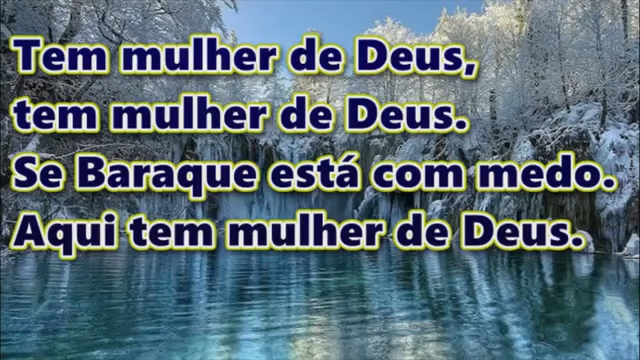 Tem mulher de Deus,
tem mulher de Deus.
Se Baraque está com medo.
Aqui tem mulher de Deus.